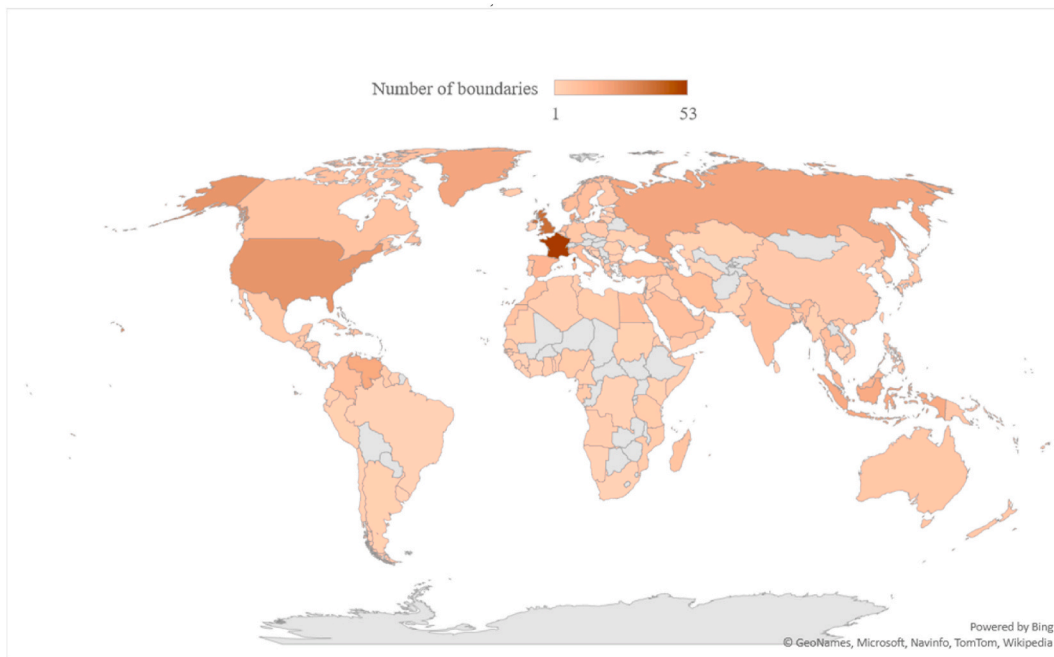 Number of boundaries
1 53
Powered by Bing
© GeoNames, Microsoft, Navinfo, TomTom, Wikipedia